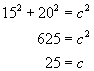 15² + 20² = c²
625 = c²
25 = c